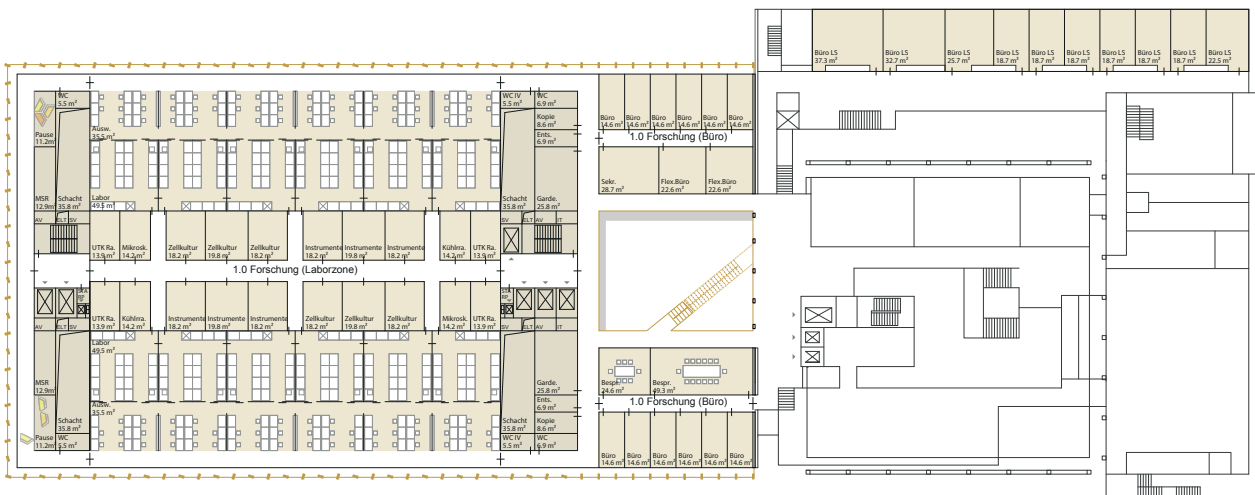 Büro LS Büro LS Büro LS Büro LS Büro LS Büro LS Büro LS Büro LS Büro LS
37.3 m² 32.7 m² 25.7 m² 18.7 m² 18.7 m² 18.7 m² 18.7 m² 18.7 m² 22.5 m²
WC WC IV WC
5.5 m² 5.5 m² 6.9 m²
Kopie
8.6 m²
Pause Ausw. Ents. Büro Büro Büro Büro Büro Büro
11.2m² 35.5 m² 6.9 m² 14.6 m² 14.6 m² 14.6 m² 14.6 m² 14.6 m² 14.6 m²
1.0 Forschung (Büro)
Sekr. Flex.Büro Flex.Büro
28.7 m² 22.6 m² 22.6 m²
MSR Schacht Labor Schacht Garde.
12.9m² 35.8 m² 49.5 m² 35.8 m² 25.8 m²
AV ELT SV SV ELT AV IT
UTK Ra. Mikrosk. Zellkultur Zellkultur Zellkultur Instrumente Instrumente Instrumente Kühlrra. UTK Ra.
13.9 m² 14.2 m² 18.2 m² 19.8 m² 18.2 m² 18.2 m² 19.8 m² 18.2 m² 14.2 m² 13.9 m²
1.0 Forschung (Laborzone)
UTK Ra. Kühlrra. Instrumente Instrumente Instrumente Zellkultur Zellkultur Zellkultur Mikrosk. UTK Ra.
13.9 m² 14.2 m² 18.2 m² 19.8 m² 18.2 m² 18.2 m² 19.8 m² 18.2 m² 14.2 m² 13.9 m²
AV ELT SV SV ELT AV IT
Labor
49.5 m²
MSR Garde. Bespr. Bespr.
12.9m² 25.8 m² 24.6 m² 49.3 m²
Ausw. Ents.
35.5 m² 6.9 m²
1.0 Forschung (Büro)
Schacht Schacht Kopie
35.8 m² 35.8 m² 8.6 m²
Pause WC WC IV WC
11.2m² 5.5 m² 5.5 m² 6.9 m²
Büro Büro Büro Büro Büro Büro
14.6 m² 14.6 m² 14.6 m² 14.6 m² 14.6 m² 14.6 m²